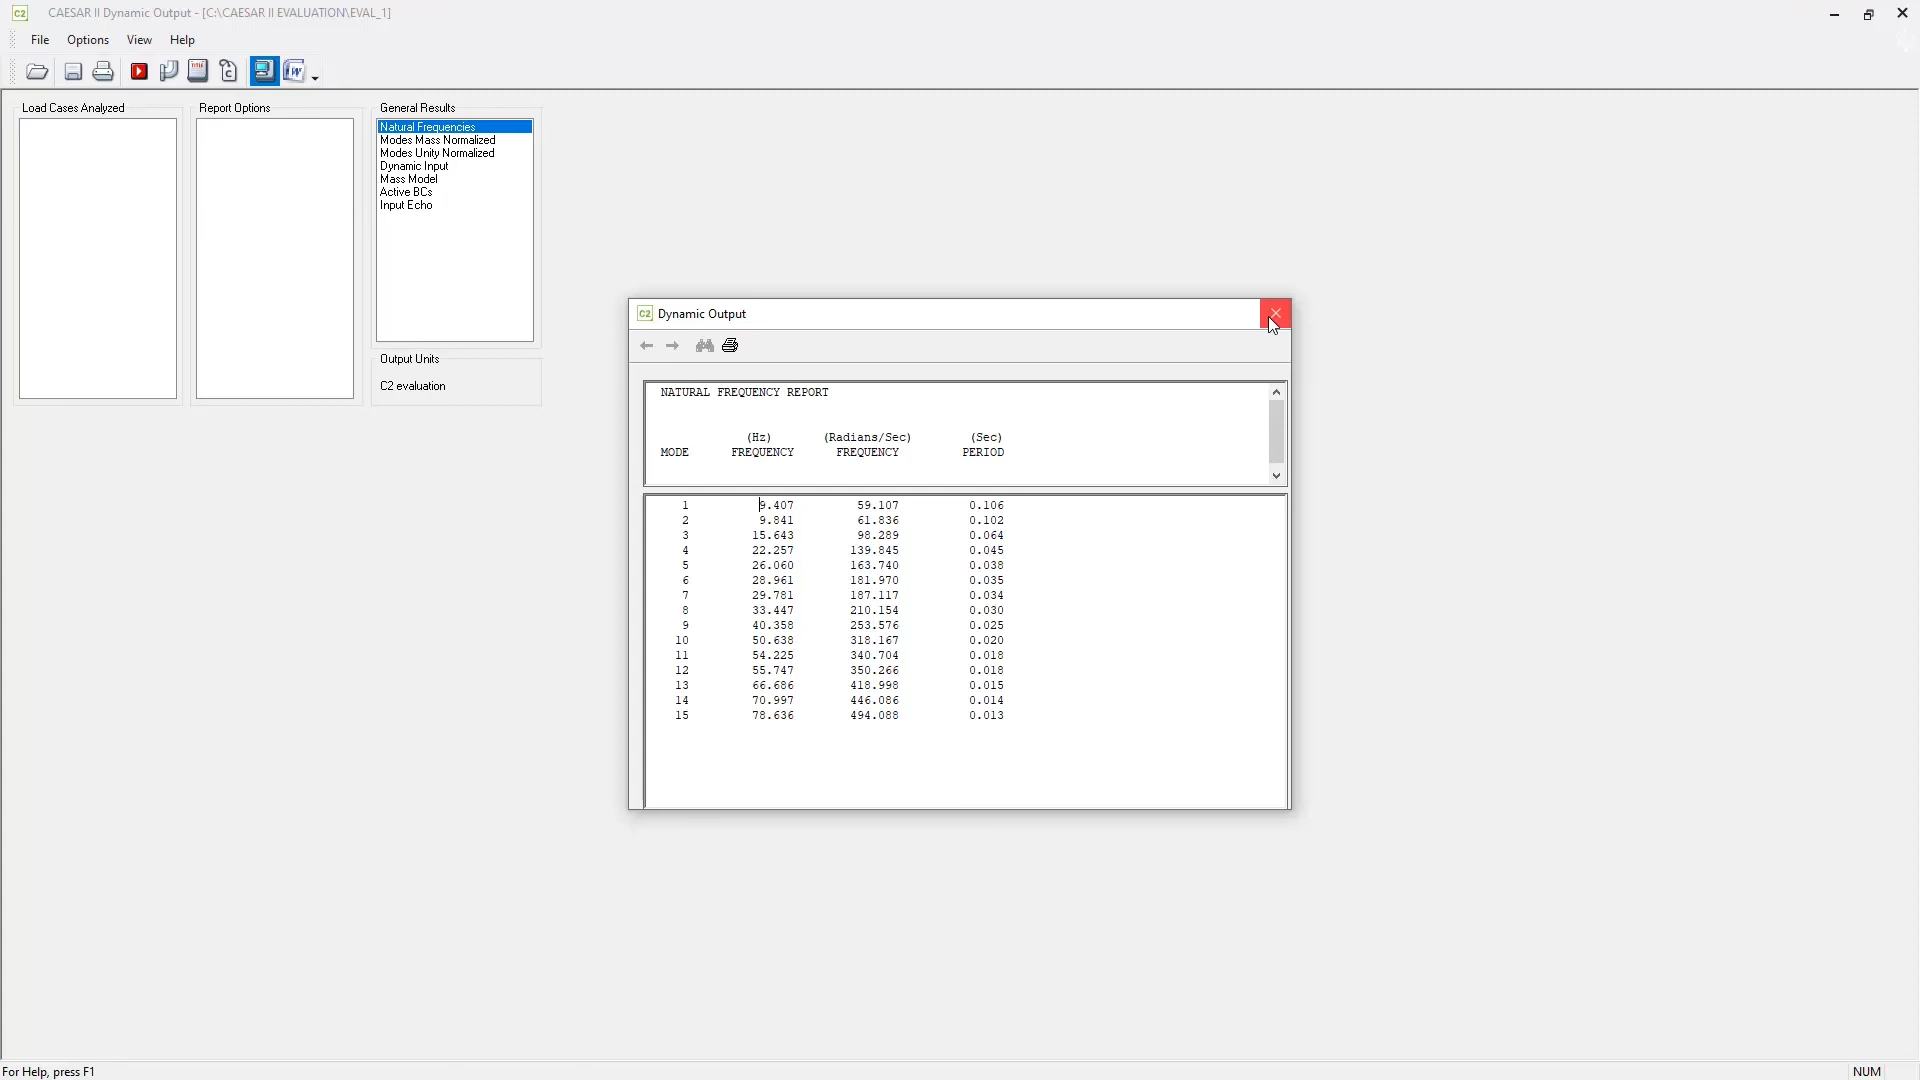 C2 CAESAR II Dynamic Output - [C:\CAESAR II EVALUATION\EVAL_1]
File Options View Help
TITLE C W
Load Cases Analyzed Report Options General Results
Natural Frequencies
Modes Mass Normalized
Modes Unity Normalized
Dynamic Input
Mass Model
Active BCs
Input Echo
Output Units
C2 evaluation
C2 Dynamic Output
NATURAL FREQUENCY REPORT
(Hz) (Radians/Sec) (Sec)
MODE FREQUENCY FREQUENCY PERIOD
1 9.407 59.107 0.106
2 9.841 61.836 0.102
3 15.643 98.289 0.064
4 22.257 139.845 0.045
5 26.060 163.740 0.038
6 28.961 181.970 0.035
7 29.781 187.117 0.034
8 33.447 210.154 0.030
9 40.358 253.576 0.025
10 50.638 318.167 0.020
11 54.225 340.704 0.018
12 55.747 350.266 0.018
13 66.686 418.998 0.015
14 70.997 446.086 0.014
15 78.636 494.088 0.013
For Help, press F1 NUM